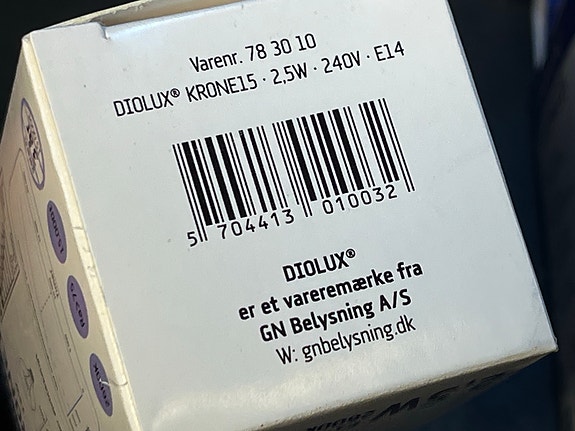 Varenr. 78 30 10
DIOLUX® KRONE15 · 2,5W · 240V · E14
5 704413 010032
DIOLUX®
er et varemærke fra
GN Belysning A/S
W: gnbelysning.dk